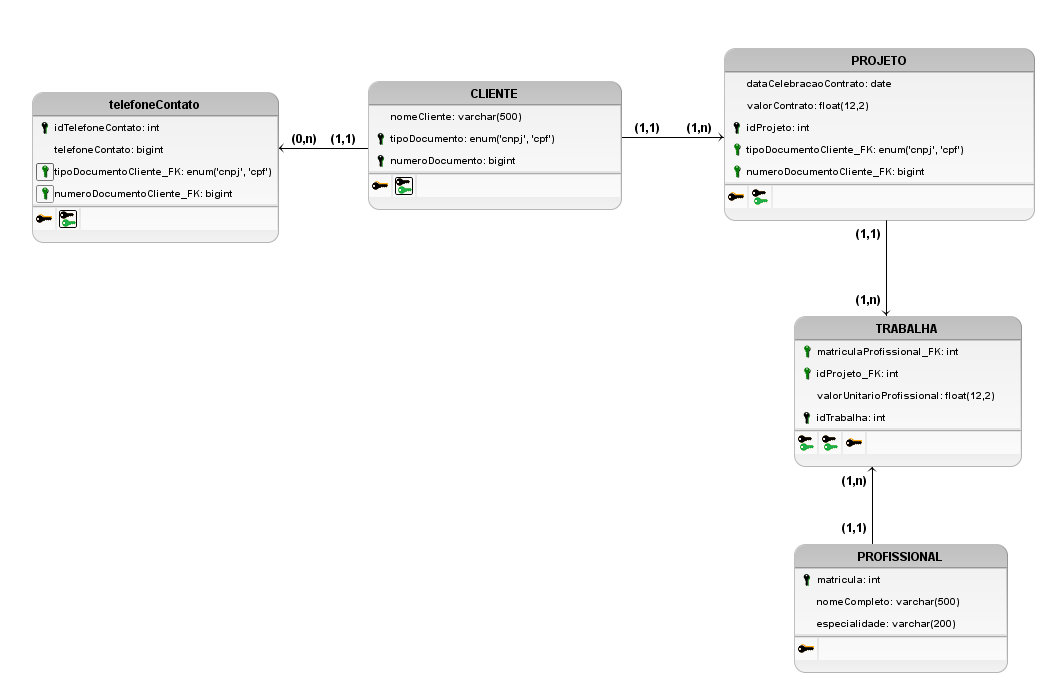 telefoneContato
idTelefoneContato: int
telefoneContato: bigint
tipoDocumentoCliente_FK: enum('cnpj', 'cpf')
numeroDocumentoCliente_FK: bigint
(0,n) (1,1)
CLIENTE
nomeCliente: varchar(500)
tipoDocumento: enum('cnpj', 'cpf')
numeroDocumento: bigint
(1,1) (1,n)
PROJETO
dataCelebracaoContrato: date
valorContrato: float(12,2)
idProjeto: int
tipoDocumentoCliente_FK: enum('cnpj', 'cpf')
numeroDocumentoCliente_FK: bigint
(1,1)
(1,n)
TRABALHA
matriculaProfissional_FK: int
idProjeto_FK: int
valorUnitarioProfissional: float(12,2)
idTrabalha: int
(1,n)
(1,1)
PROFISSIONAL
matricula: int
nomeCompleto: varchar(500)
especialidade: varchar(200)